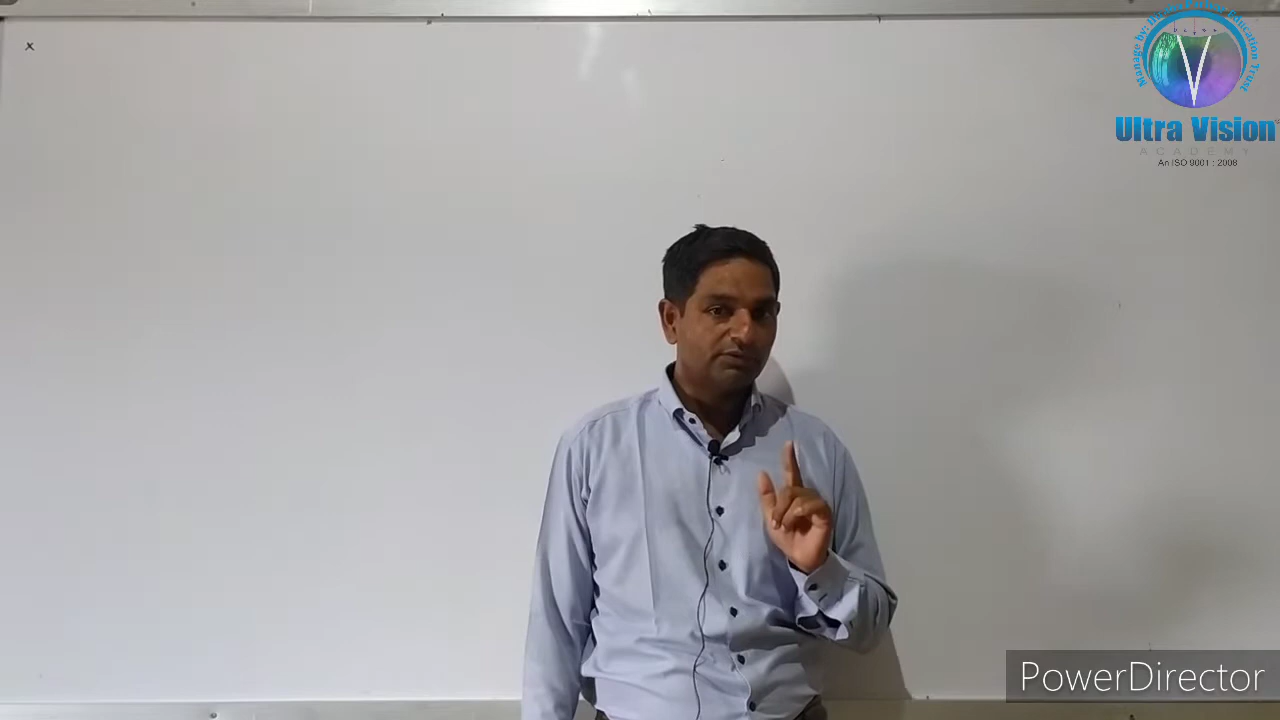 x
Ultra Vision
ACADEMY
An ISO 9001 : 2008
PowerDirector